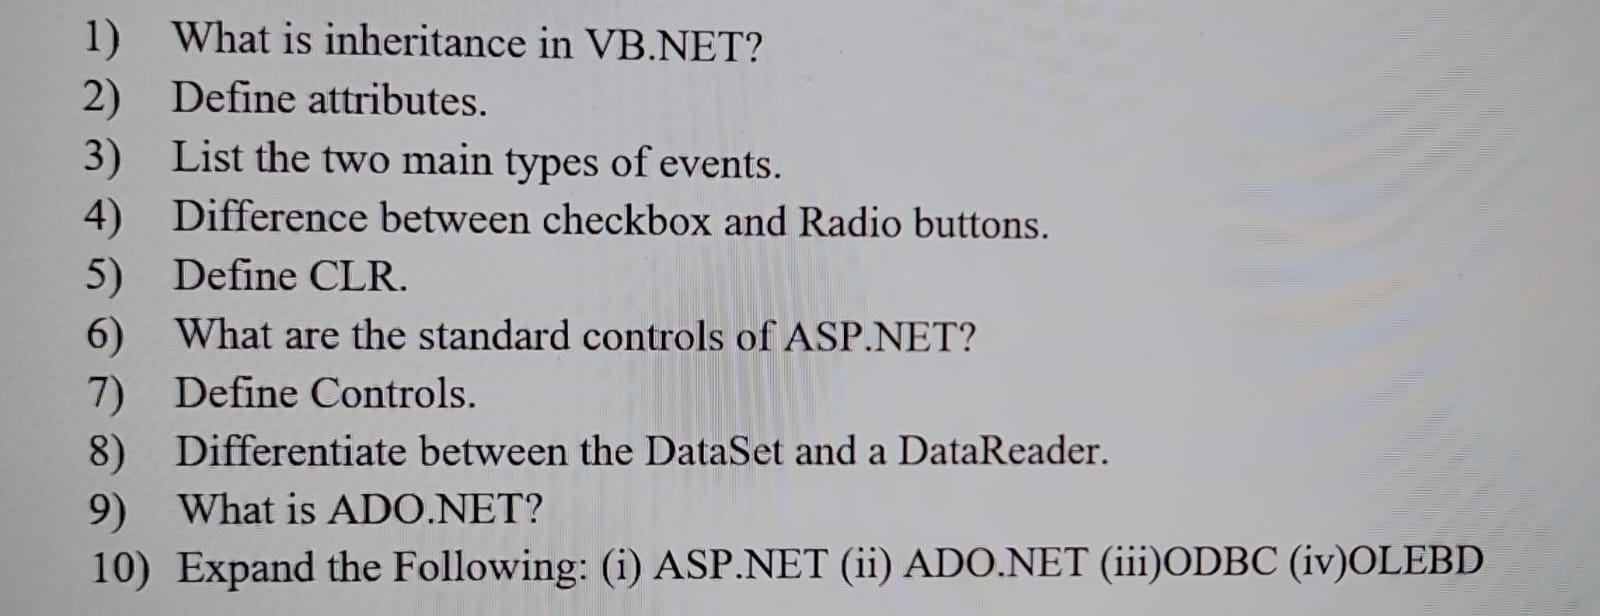 1) What is inheritance in VB.NET?
2) Define attributes.
3) List the two main types of events.
4) Difference between checkbox and Radio buttons.
5) Define CLR.
6) What are the standard controls of ASP.NET?
7) Define Controls.
8) Differentiate between the DataSet and a DataReader.
9) What is ADO.NET?
10) Expand the Following: (i) ASP.NET (ii) ADO.NET (iii)ODBC (iv)OLEBD